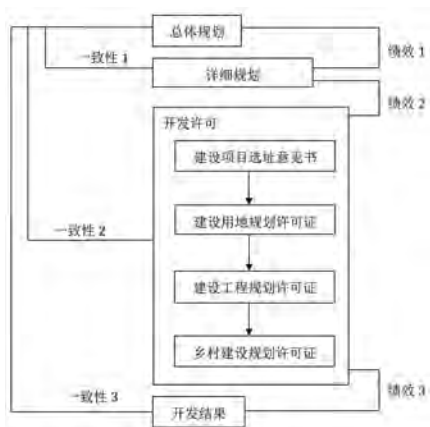 总体规划
绩效 1
一致性 1
详细规划
绩效 2
开发许可
建设项目选址意见书
建设用地规划许可证
一致性 2
建设工程规划许可证
乡村建设规划许可证
一致性 3
绩效 3
开发结果